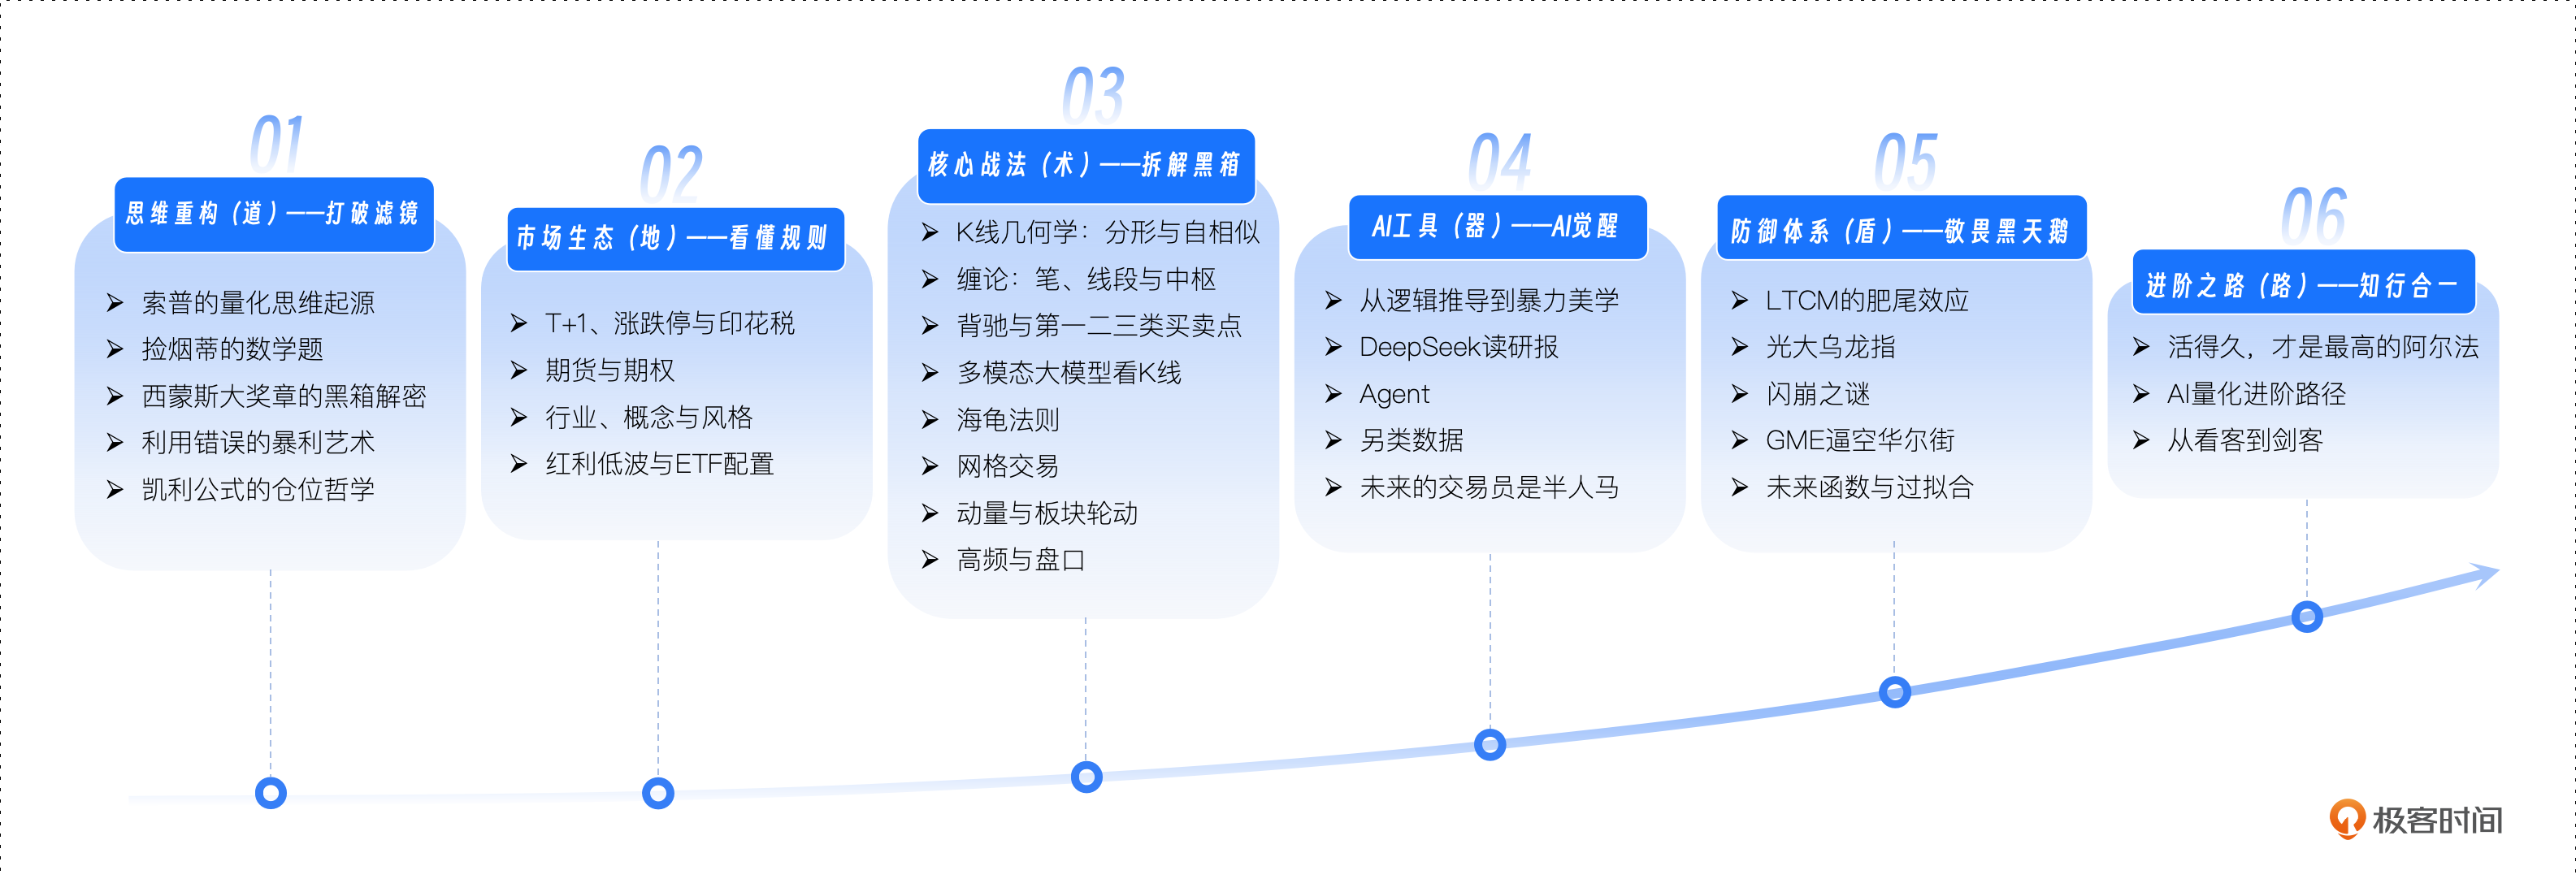 01
思维重构（道）——打破滤镜
索普的量化思维起源
捡烟蒂的数学题
西蒙斯大奖章的黑箱解密
利用错误的暴利艺术
凯利公式的仓位哲学
02
市场生态（地）——看懂规则
T+1、涨跌停与印花税
期货与期权
行业、概念与风格
红利低波与ETF配置
03
核心战法（术）——拆解黑箱
K线几何学：分形与自相似
缠论：笔、线段与中枢
背驰与第一二三类买卖点
多模态大模型看K线
海龟法则
网格交易
动量与板块轮动
高频与盘口
04
AI工具（器）——AI觉醒
从逻辑推导到暴力美学
DeepSeek读研报
Agent
另类数据
未来的交易员是半人马
05
防御体系（盾）——敬畏黑天鹅
LTCM的肥尾效应
光大乌龙指
闪崩之谜
GME逼空华尔街
未来函数与过拟合
06
进阶之路（路）——知行合一
活得久，才是最高的阿尔法
AI量化进阶路径
从看客到剑客
极客时间